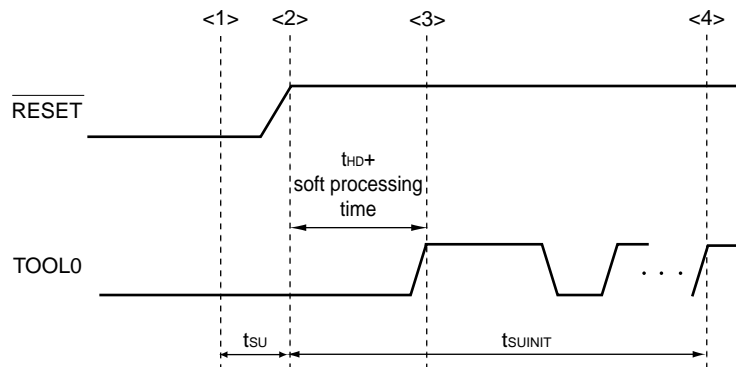 <1> <2> <3> <4>
RESET
tHD+
soft processing
time
TOOL0
. . .
tSU tSUINIT